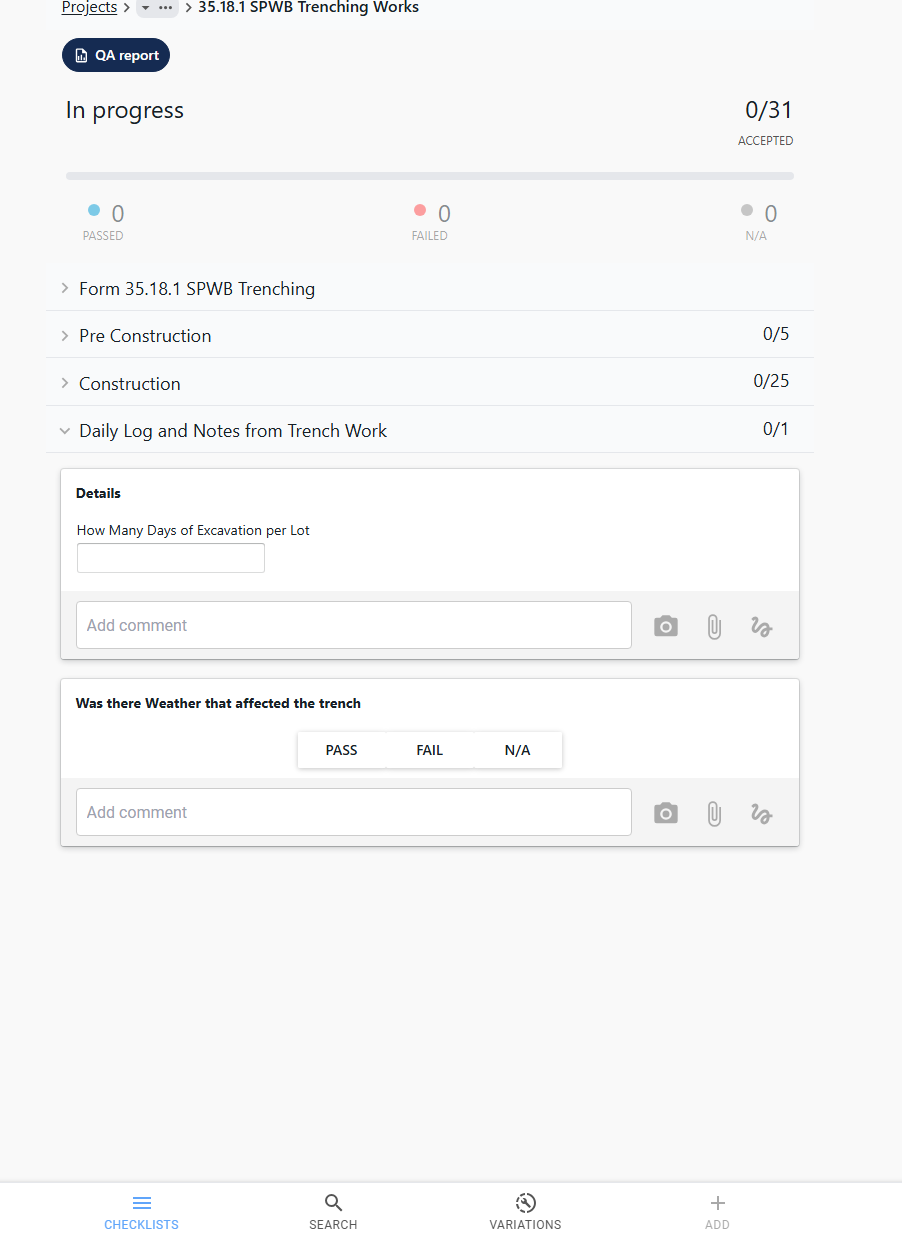 Projects > ... > 35.18.1 SPWB Trenching Works
QA report
In progress
0/31
ACCEPTED
0
PASSED
0
FAILED
0
N/A
Form 35.18.1 SPWB Trenching
Pre Construction 0/5
Construction 0/25
Daily Log and Notes from Trench Work 0/1
Details
How Many Days of Excavation per Lot
Add comment
Was there Weather that affected the trench
PASS FAIL N/A
Add comment
CHECKLISTS SEARCH VARIATIONS ADD